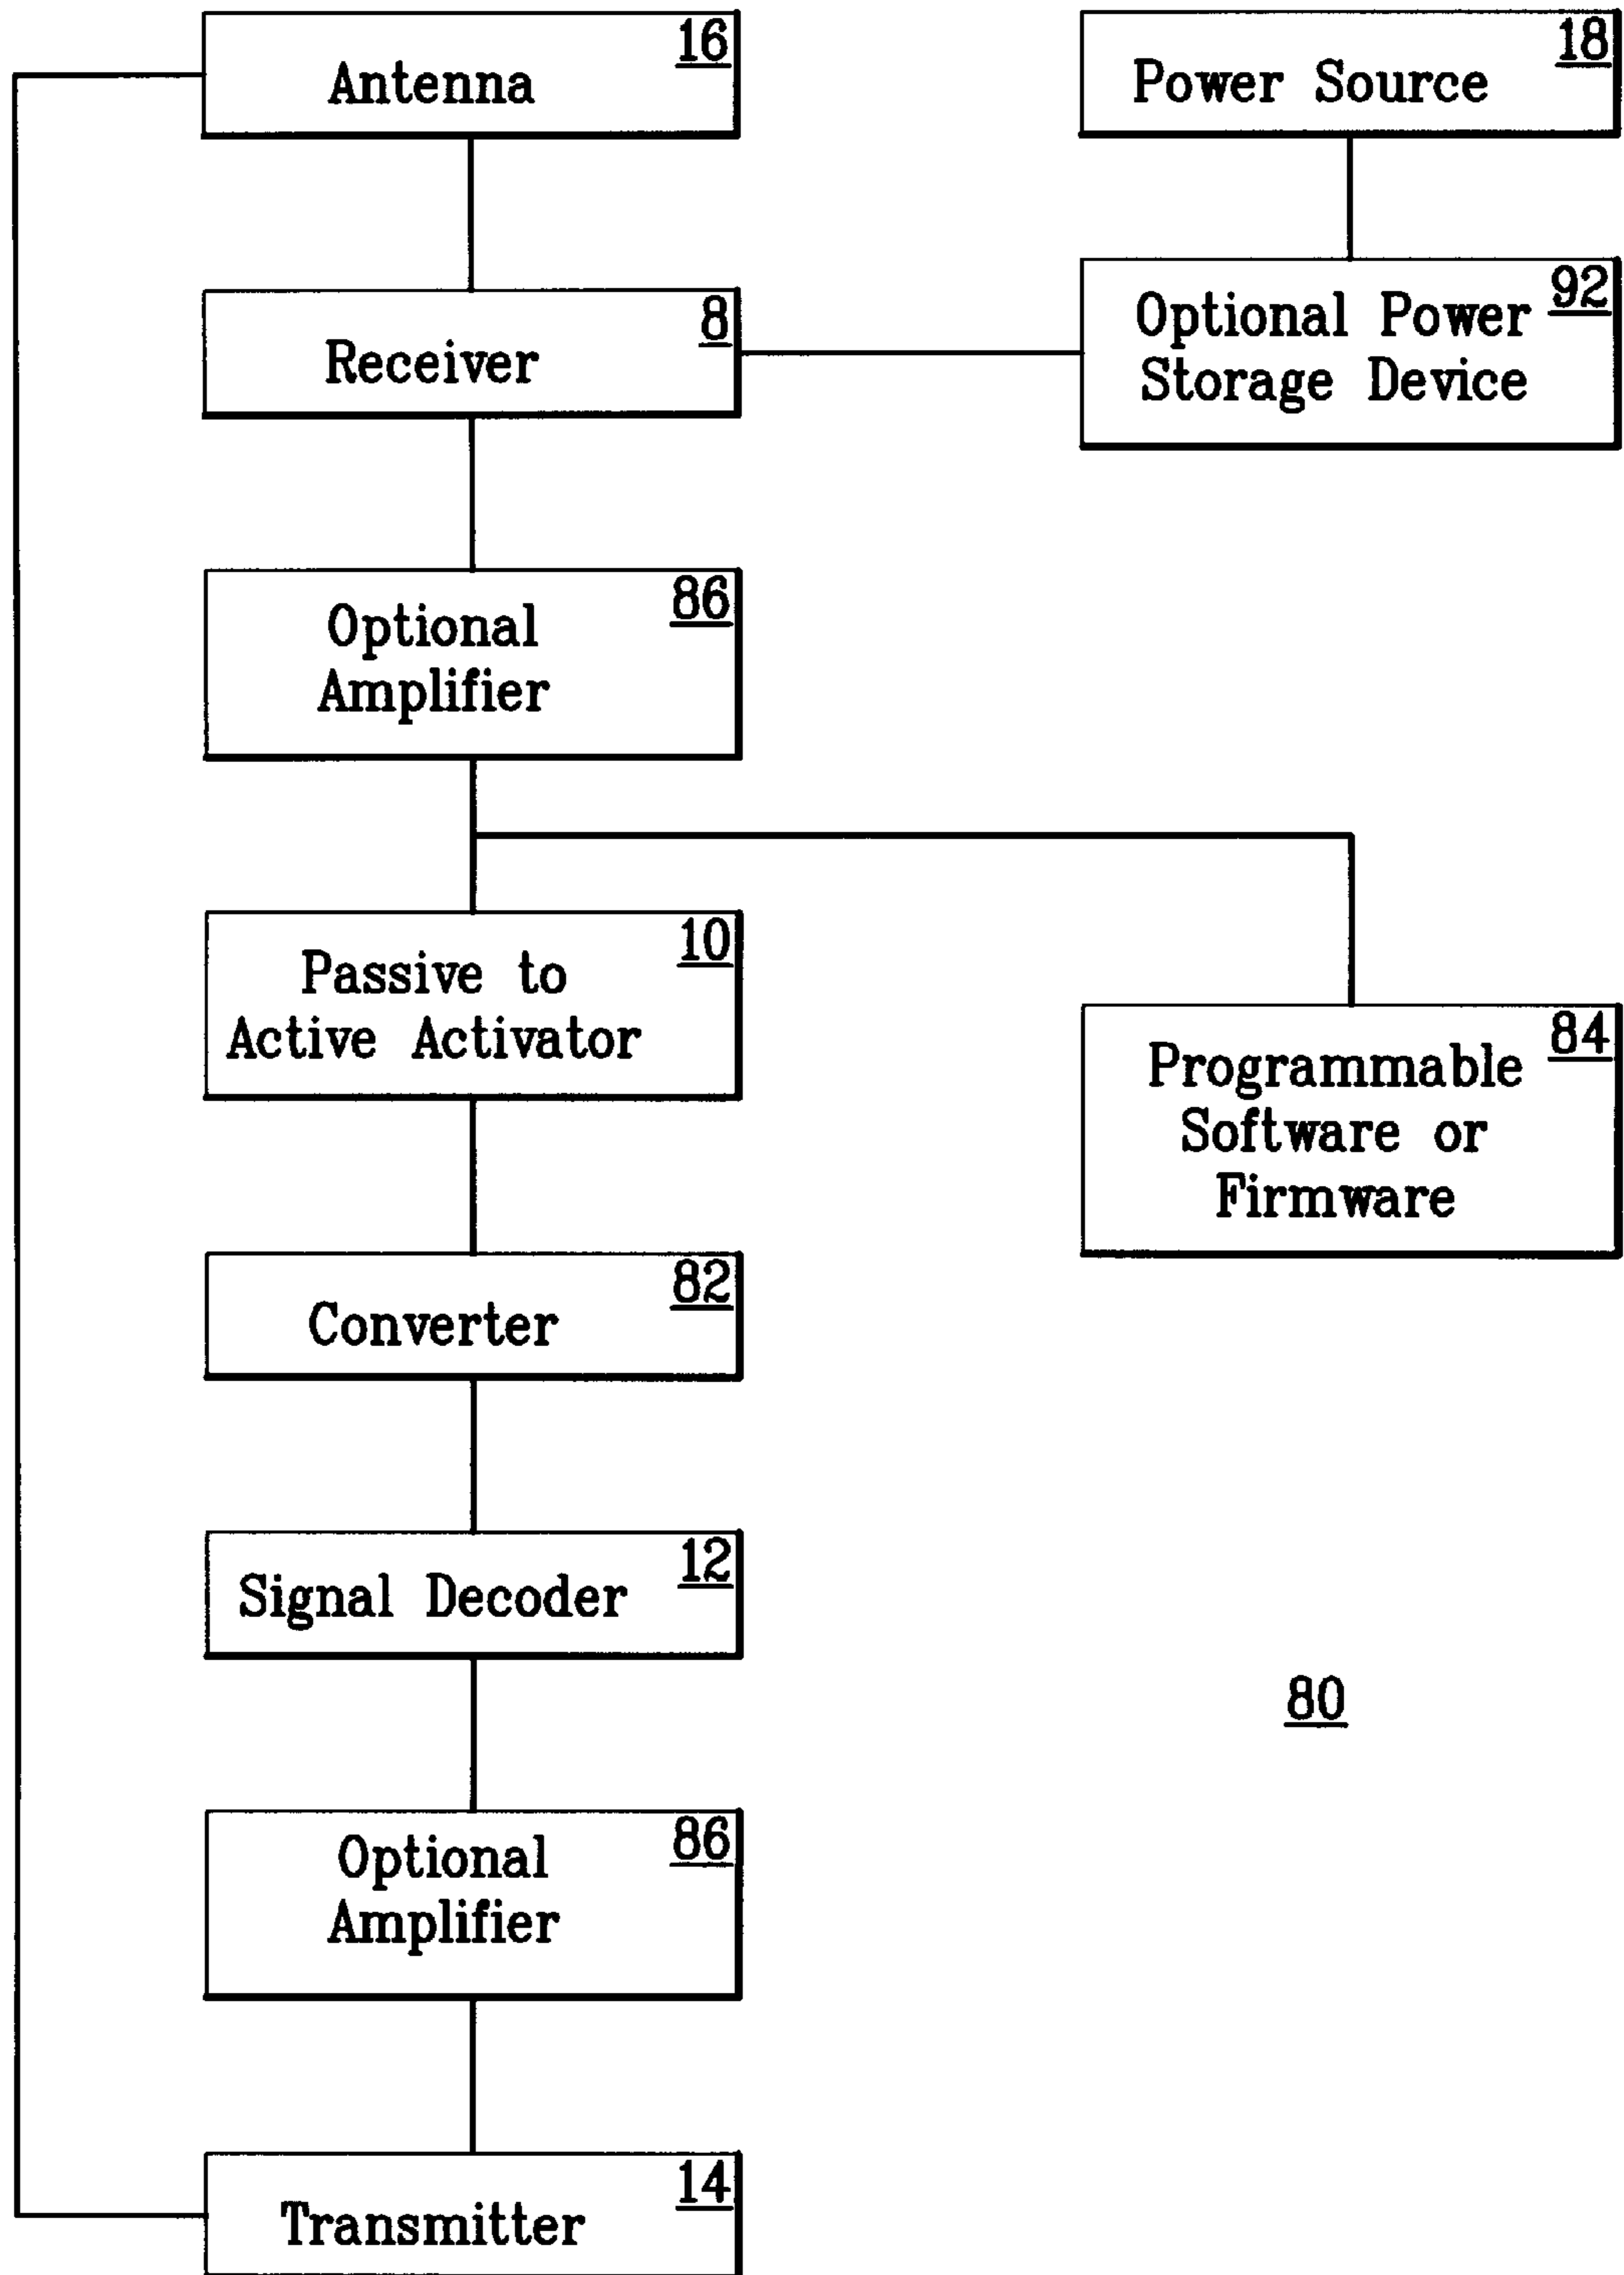 16
Antenna
18
Power Source
8
Receiver
92
Optional Power
Storage Device
86
Optional
Amplifier
10
Passive to
Active Activator
84
Programmable
Software or
Firmware
82
Converter
12
Signal Decoder
80
86
Optional
Amplifier
14
Transmitter